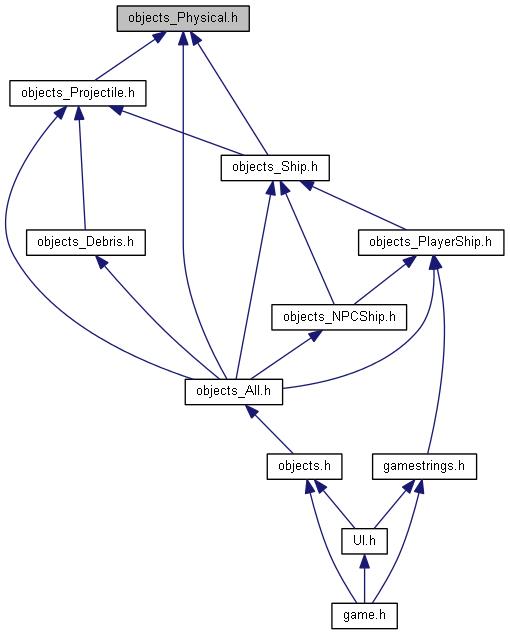 objects_Physical.h
objects_Projectile.h
objects_Ship.h
objects_Debris.h
objects_PlayerShip.h
objects_NPCShip.h
objects_All.h
objects.h
gamestrings.h
UI.h
game.h